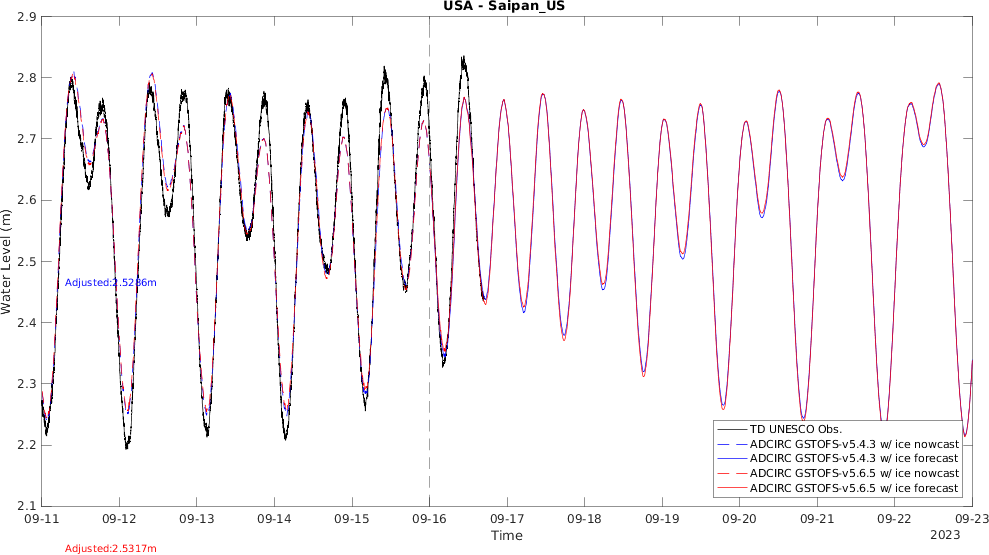 USA - Saipan_US
2.9
2.8
2.7
2.6
2.5
2.4
2.3
2.2
2.1
Water Level (m)
Adjusted:2.5286m
TD UNESCO Obs.
ADCIRC GSTOFS-v5.4.3 w/ ice nowcast
ADCIRC GSTOFS-v5.4.3 w/ ice forecast
ADCIRC GSTOFS-v5.6.5 w/ ice nowcast
ADCIRC GSTOFS-v5.6.5 w/ ice forecast
09-11 09-12 09-13 09-14 09-15 09-16 09-17 09-18 09-19 09-20 09-21 09-22 09-23
Time
2023
Adjusted:2.5317m